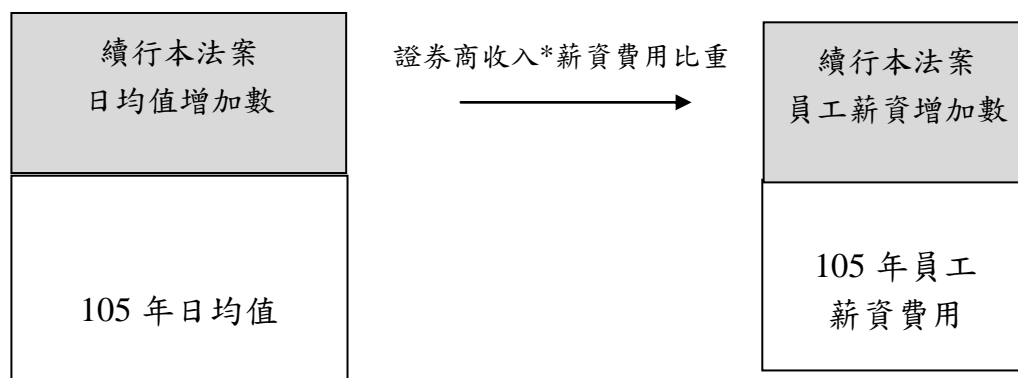 續行本法案
日均值增加數
證券商收入*薪資費用比重
續行本法案
員工薪資增加數
105 年日均值
105 年員工
薪資費用